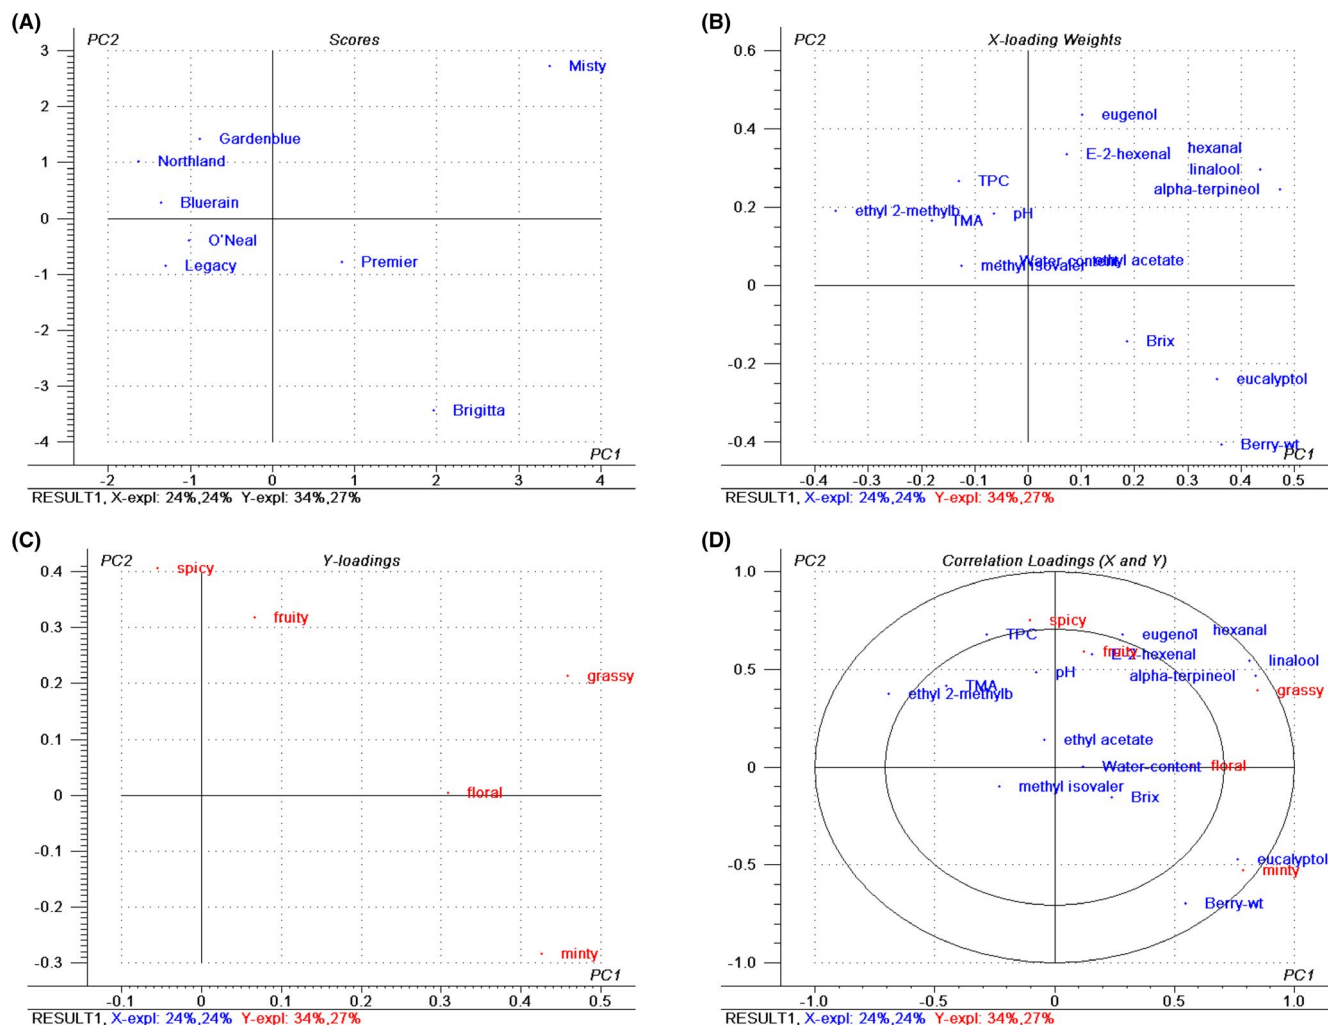 (A)
PC2 Scores
3
2
1
0
-1
-2
-3
-4
Misty
Gardenblue
Northland
Bluerain
O'Neal
Legacy
Premier
Brigitta
PC1
-2 -1 0 1 2 3 4
RESULT1, X-expl: 24%,24% Y-expl: 34%,27%
(B)
PC2 X-loading Weights
0.6
0.4
0.2
0
-0.2
-0.4
eugenol
E-2-hexenal
hexanal
linalool
alpha-terpineol
TPC
ethyl 2-methylb
TMA
pH
Water-content
ethyl acetate
methyl isovaler
Brix
eucalyptol
Berry-wt
PC1
-0.4 -0.3 -0.2 -0.1 0 0.1 0.2 0.3 0.4 0.5
RESULT1, X-expl: 24%,24% Y-expl: 34%,27%
(C)
PC2 Y-loadings
0.4
0.3
0.2
0.1
0
-0.1
-0.2
-0.3
spicy
fruity
grassy
floral
minty
PC1
-0.1 0 0.1 0.2 0.3 0.4 0.5
RESULT1, X-expl: 24%,24% Y-expl: 34%,27%
(D)
PC2 Correlation Loadings (X and Y)
1.0
0.5
0
-0.5
-1.0
spicy
TPC
eugenol
hexanal
fruity
E-2-hexenal
linalool
pH
alpha-terpineol
TMA
grassy
ethyl 2-methylb
ethyl acetate
Water-content
floral
methyl isovaler
Brix
eucalyptol
minty
Berry-wt
PC1
-1.0 -0.5 0 0.5 1.0
RESULT1, X-expl: 24%,24% Y-expl: 34%,27%